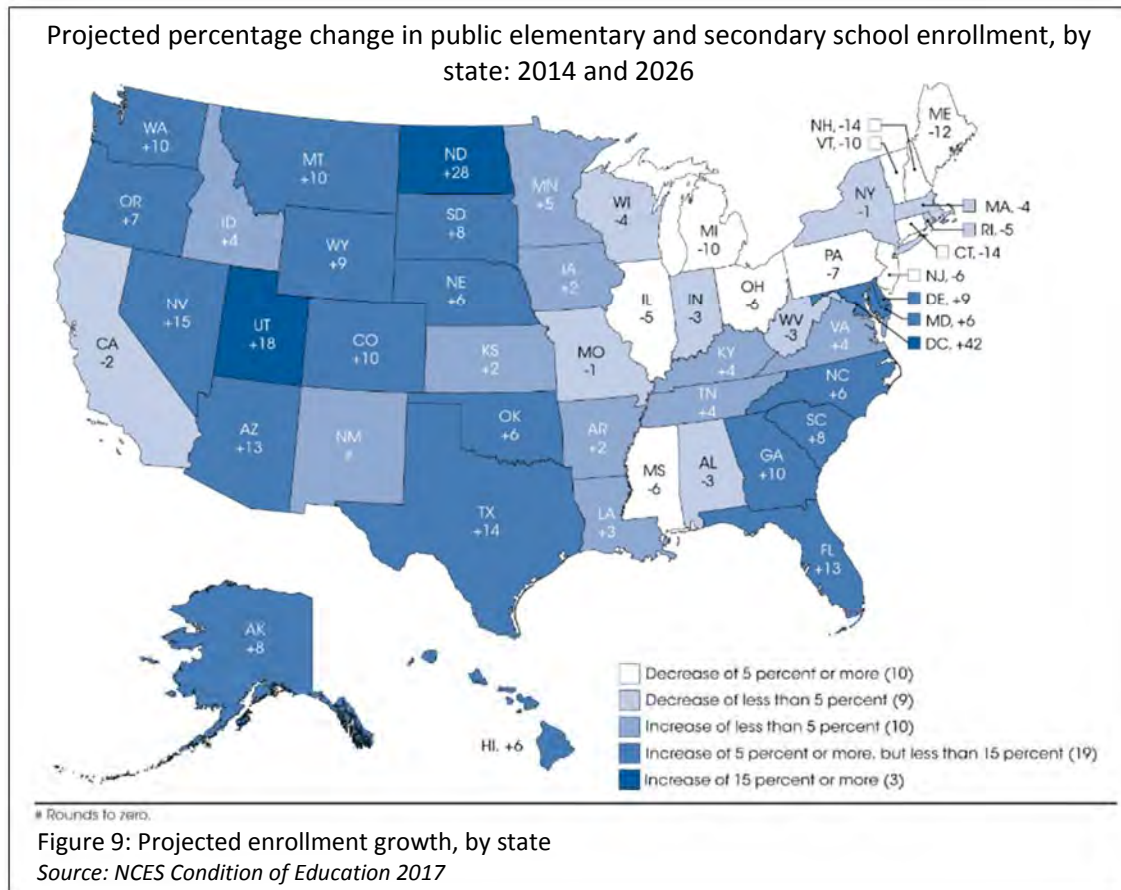 Projected percentage change in public elementary and secondary school enrollment, by
state: 2014 and 2026
WA
+10
OR
+7
CA
-2
NV
+15
ID
+4
MT
+10
WY
+9
UT
+18
AZ
+13
CO
+10
NM
#
ND
+28
SD
+8
NE
+6
KS
+2
OK
+6
TX
+14
MN
+5
IA
+2
MO
-1
AR
+2
LA
+3
WI
-4
IL
-5
MI
-10
IN
-3
OH
-6
KY
+4
TN
+4
MS
-6
AL
-3
GA
+10
FL
+13
SC
+8
NC
+6
VA
+4
WV
-3
PA
-7
NY
-1
ME
-12
NH, -14
VT, -10
MA, -4
RI, -5
CT, -14
NJ, -6
DE, +9
MD, +6
DC, +42
AK
+8
HI, +6
Decrease of 5 percent or more (10)
Decrease of less than 5 percent (9)
Increase of less than 5 percent (10)
Increase of 5 percent or more, but less than 15 percent (19)
Increase of 15 percent or more (3)
# Rounds to zero.
Figure 9: Projected enrollment growth, by state
Source: NCES Condition of Education 2017